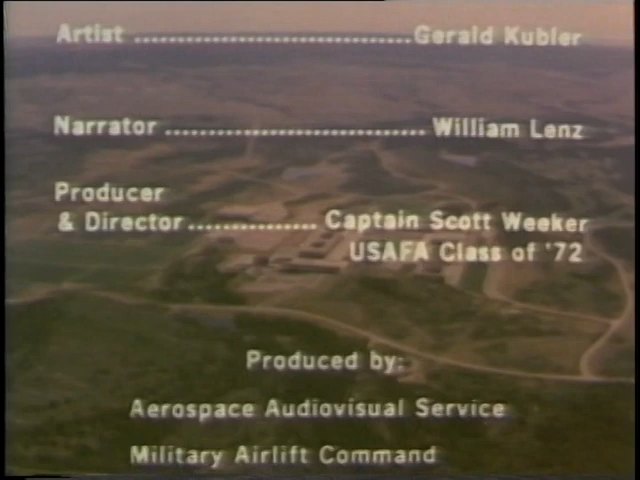 Artist ................................Gerald Kubler
Narrator .............................. William Lenz
Producer
& Director............... Captain Scott Weeker
USAFA Class of '72
Produced by:
Aerospace Audiovisual Service
Military Airlift Command